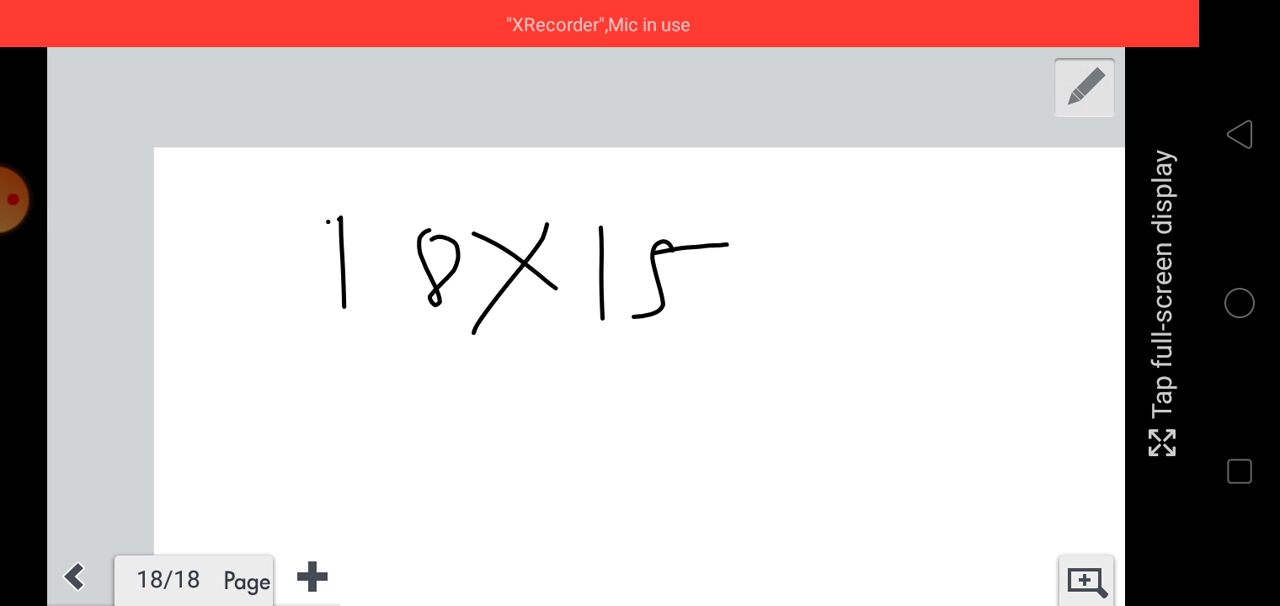 "XRecorder",Mic in use
18X15
Tap full-screen display
18/18 Page